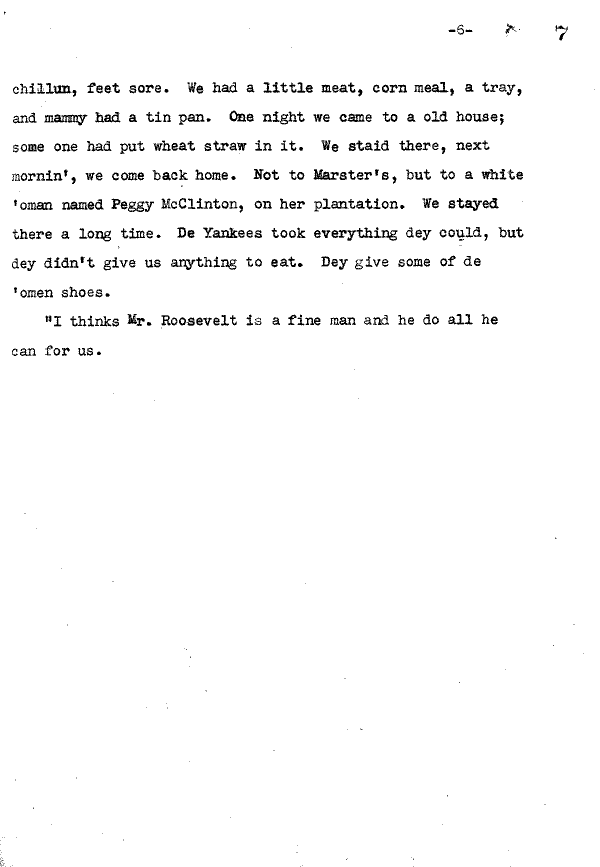 -6- 7
chillun, feet sore. We had a little meat, corn meal, a tray,
and mammy had a tin pan. One night we came to a old house;
some one had put wheat straw in it. We staid there, next
mornin', we come back home. Not to Marster's, but to a white
'oman named Peggy McClinton, on her plantation. We stayed
there a long time. De Yankees took everything dey could, but
dey didn't give us anything to eat. Dey give some of de
'omen shoes.
"I thinks Mr. Roosevelt is a fine man and he do all he
can for us.